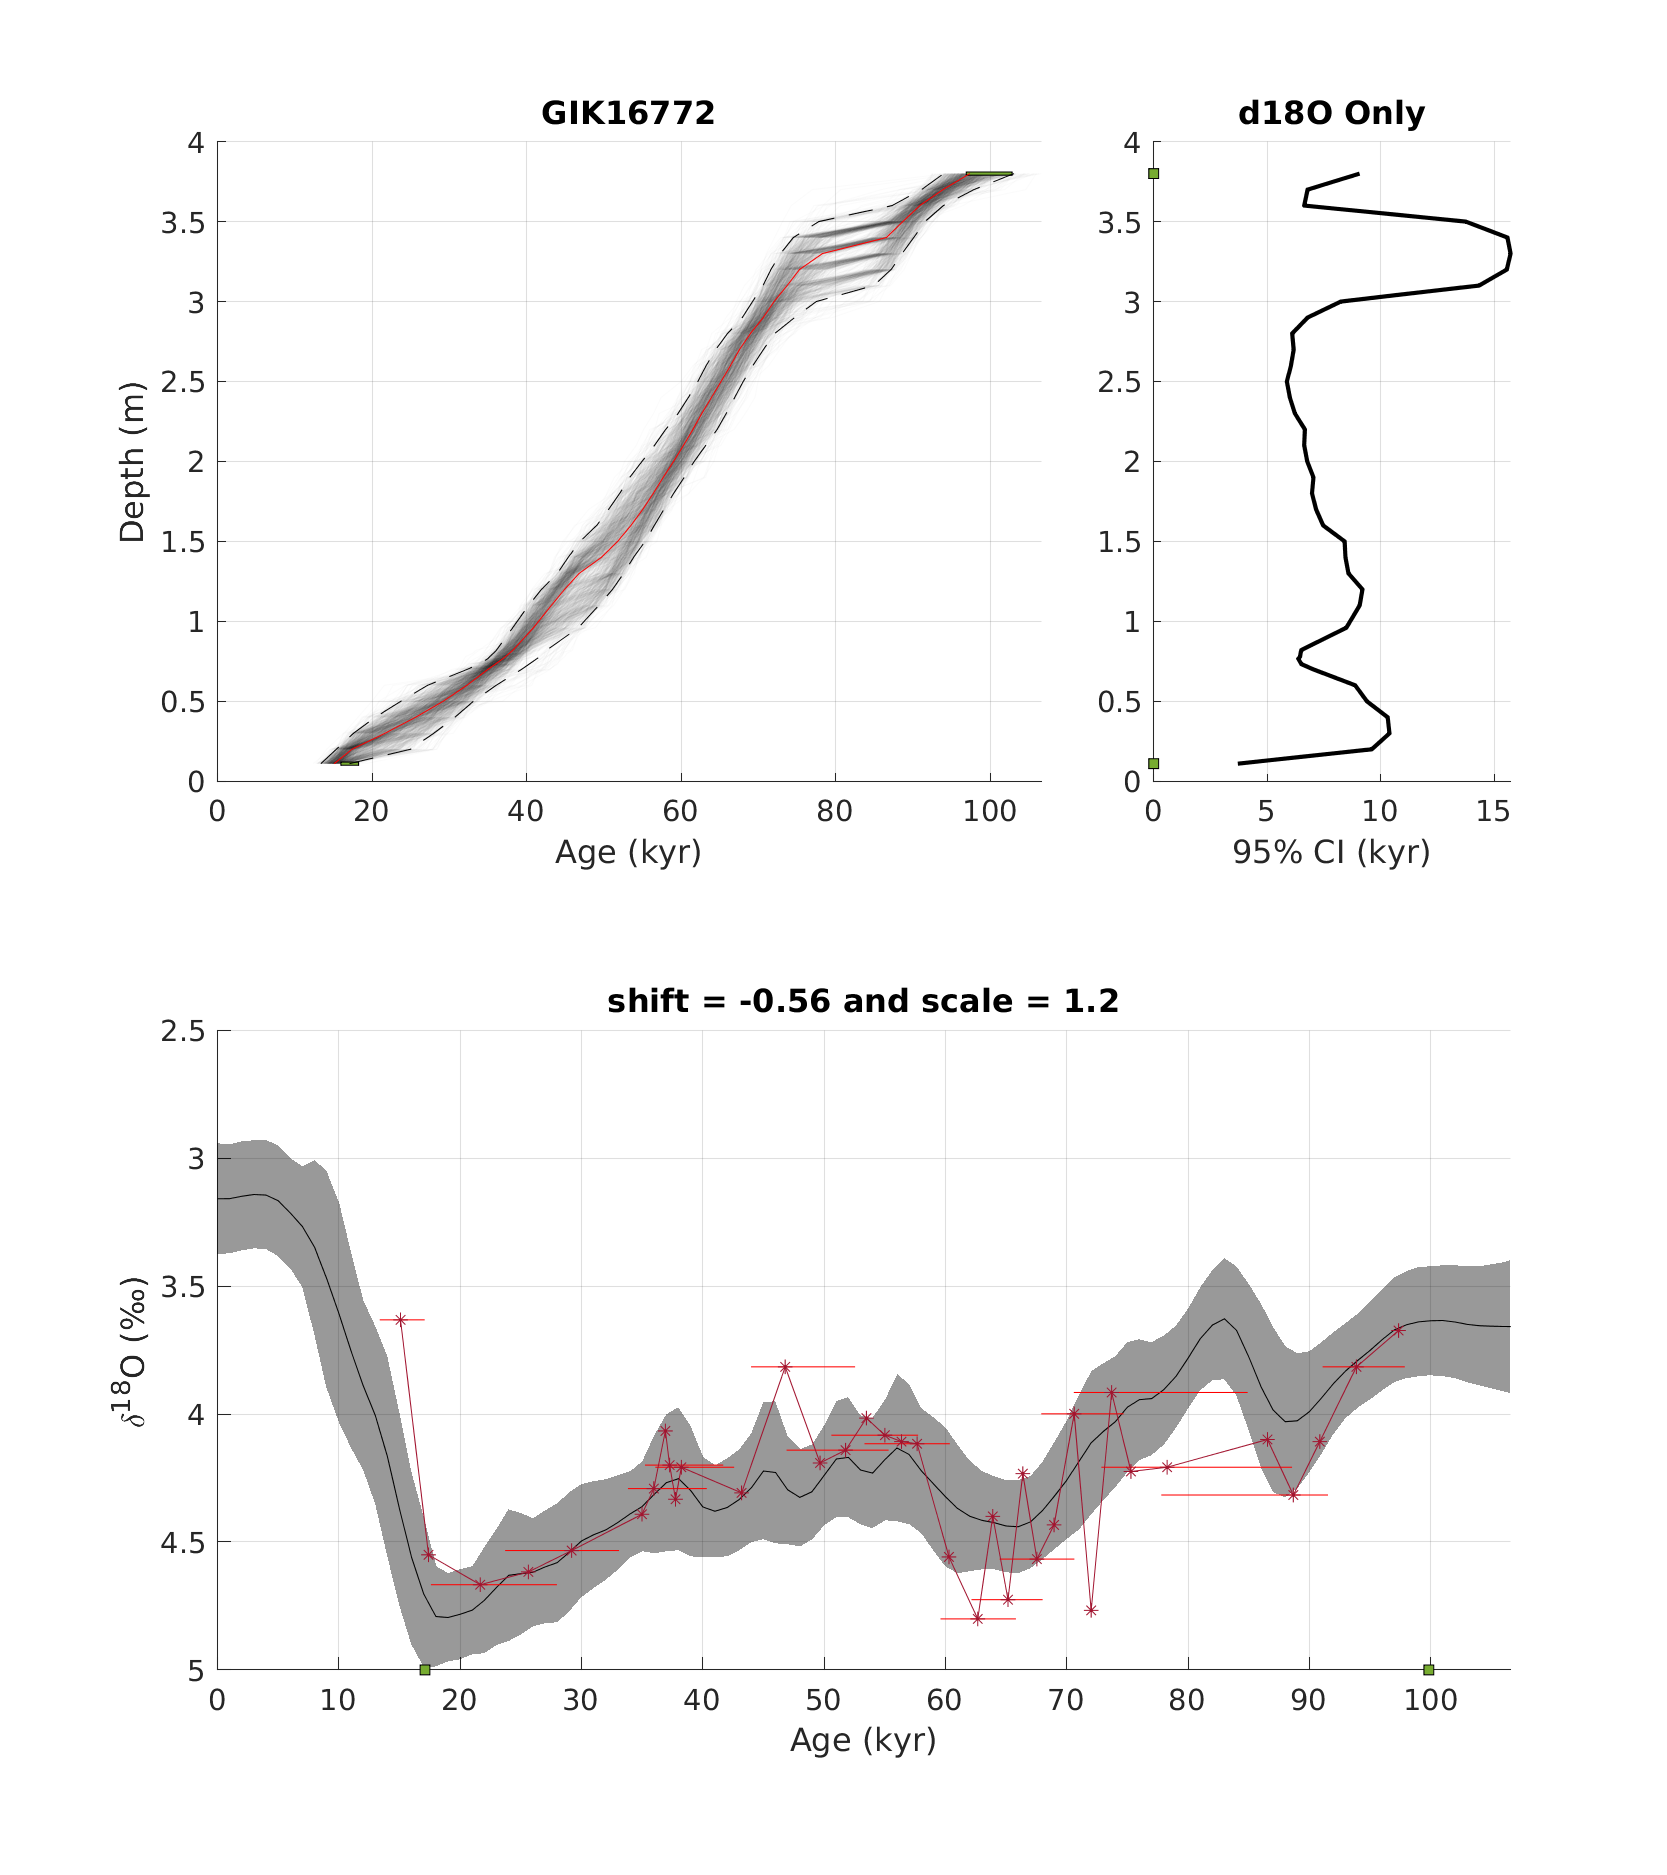 GIK16772
4
3.5
3
2.5
2
1.5
1
0.5
0
Depth (m)
0 20 40 60 80 100
Age (kyr)
d18O Only
4
3.5
3
2.5
2
1.5
1
0.5
0
0 5 10 15
95% CI (kyr)
shift = -0.56 and scale = 1.2
2.5
3
3.5
4
4.5
5
δ¹⁸O (‰)
0 10 20 30 40 50 60 70 80 90 100
Age (kyr)